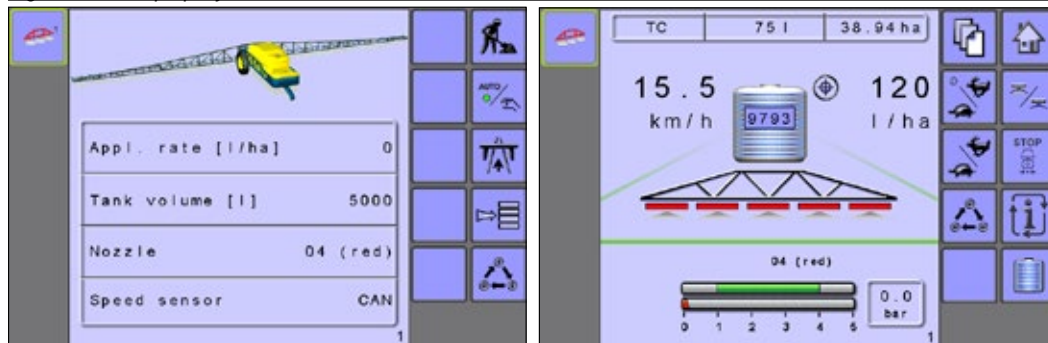 AUTO
Appl. rate [l/ha] 0
Tank volume [l] 5000
Nozzle 04 (red)
Speed sensor CAN
1
TC 75 l 38.94 ha
15.5 120
km/h 9793 l/ha
STOP
04 (red)
0.0
bar
0 1 2 3 4 5
1